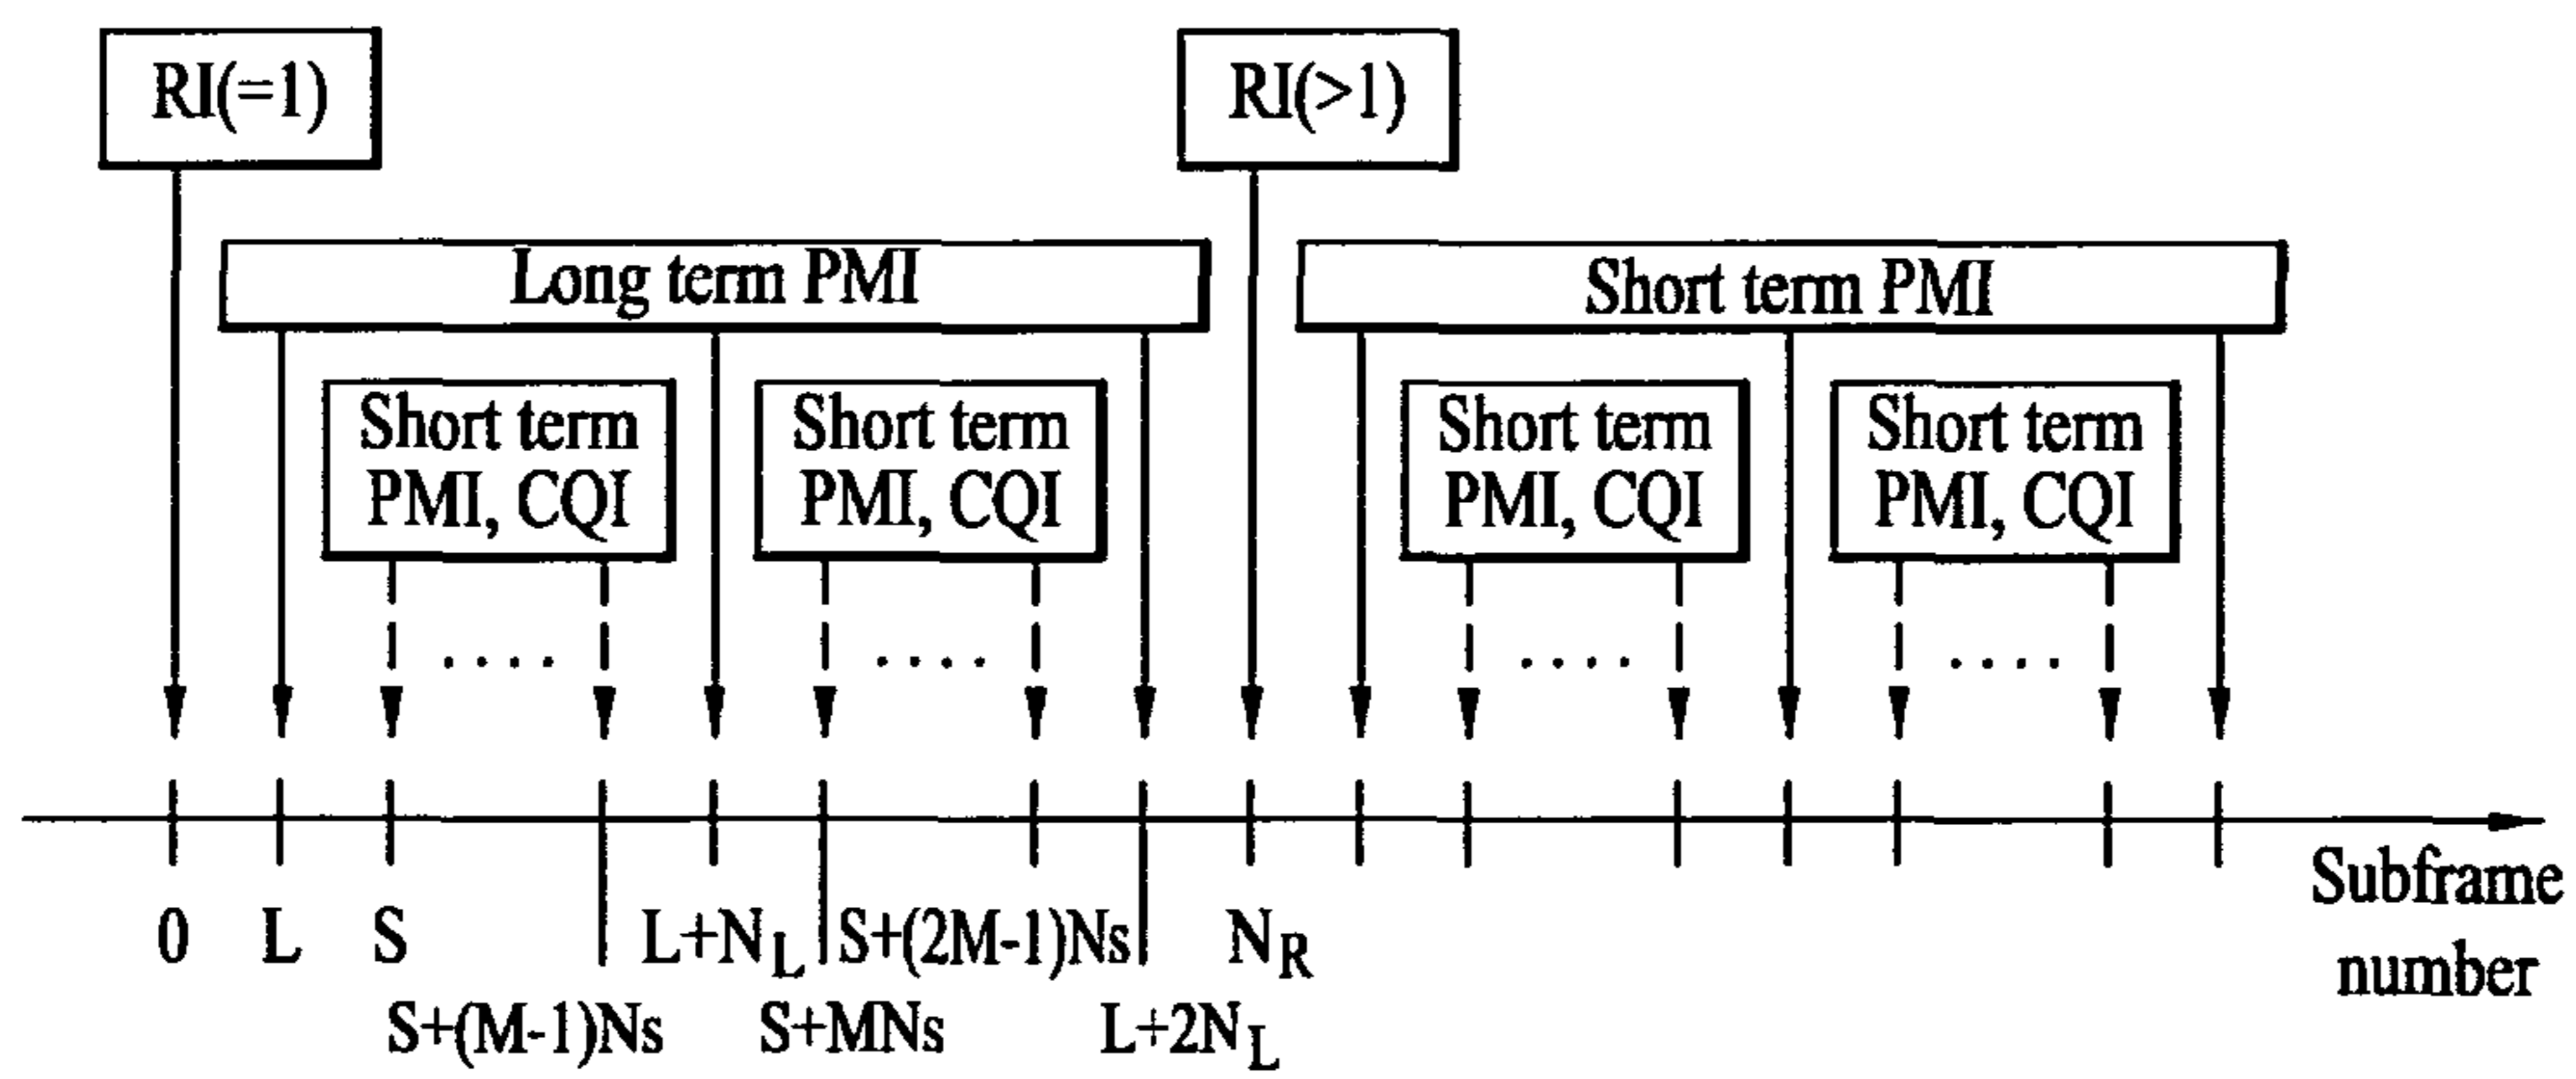 RI(=1)
RI(>1)
Long term PMI
Short term PMI
Short term
PMI, CQI
Short term
PMI, CQI
Short term
PMI, CQI
Short term
PMI, CQI
....
....
....
....
0
L
S
S+(M-1)Ns
L+NL
S+MNs
S+(2M-1)Ns
L+2NL
NR
Subframe
number